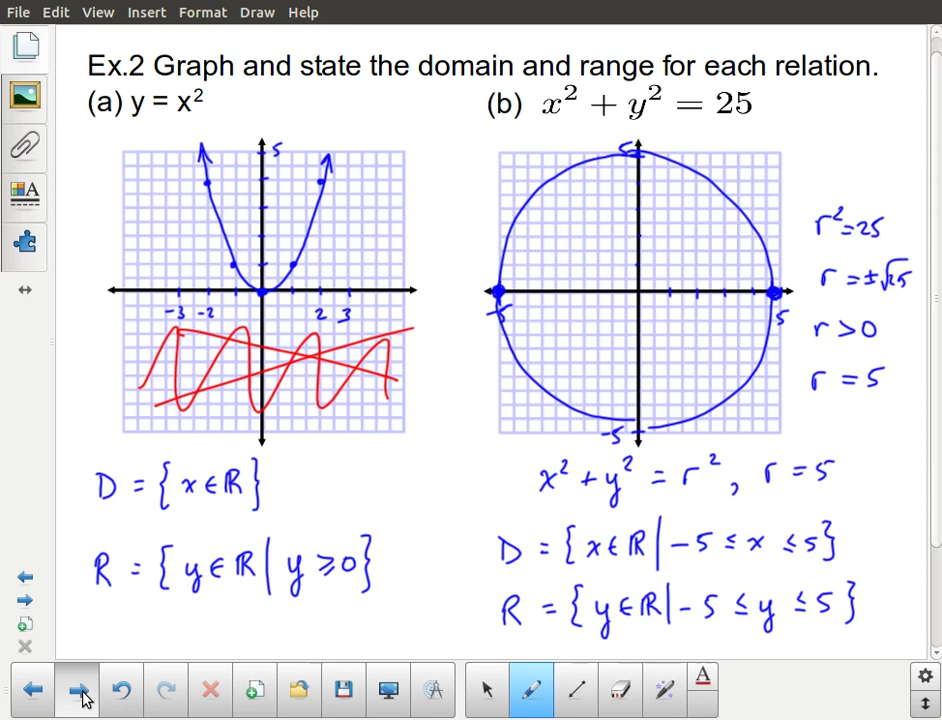 File Edit View Insert Format Draw Help
Ex.2 Graph and state the domain and range for each relation.
(a) y = x²
(b) x² + y² = 25
5
-3 -2 2 3
5
-5 5
-5
r² = 25
r = ±√25
r > 0
r = 5
D = {x ∈ ℝ}
R = {y ∈ ℝ | y ≥ 0}
x² + y² = r², r = 5
D = {x ∈ ℝ | -5 ≤ x ≤ 5}
R = {y ∈ ℝ | -5 ≤ y ≤ 5}
A
A